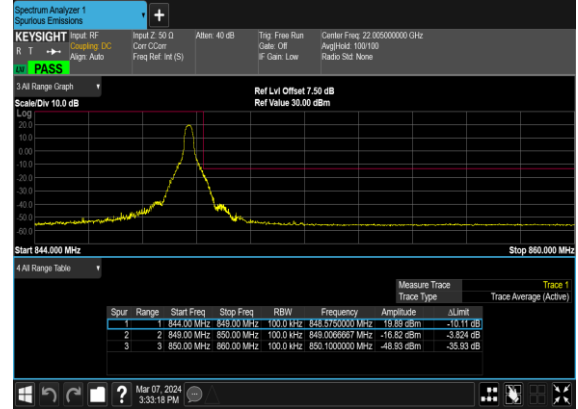 Spectrum Analyzer 1
Spurious Emissions
KEYSIGHT Input: RF Input Z: 50 Ω Atten: 40 dB Trig: Free Run Center Freq: 22.005000000 GHz
R T Coupling: DC Corr CCorr Gate: Off Avg|Hold: 100/100
Align: Auto Freq Ref: Int (S) IF Gain: Low Radio Std: None
PASS
3 All Range Graph
Ref Lvl Offset 7.50 dB
Scale/Div 10.0 dB Ref Value 30.00 dBm
Log
20.0
10.0
0.00
-10.0
-20.0
-30.0
-40.0
-50.0
-60.0
Start 844.000 MHz Stop 860.000 MHz
4 All Range Table
Measure Trace Trace 1
Trace Type Trace Average (Active)
Spur Range Start Freq Stop Freq RBW Frequency Amplitude ΔLimit
1 1 844.00 MHz 849.00 MHz 100.0 kHz 848.5750000 MHz 19.89 dBm -10.11 dB
2 2 849.00 MHz 850.00 MHz 100.0 kHz 849.0066667 MHz -16.82 dBm -3.824 dB
3 3 850.00 MHz 860.00 MHz 100.0 kHz 850.1000000 MHz -48.93 dBm -35.93 dB
Mar 07, 2024
3:33:18 PM